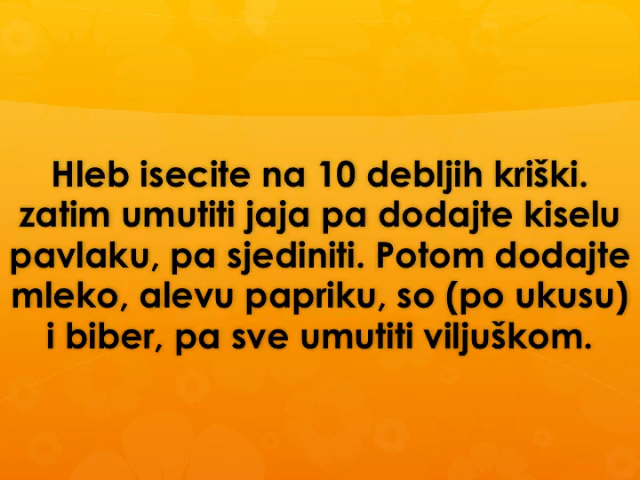 Hleb isecite na 10 debljih kriški.
zatim umutiti jaja pa dodajte kiselu
pavlaku, pa sjediniti. Potom dodajte
mleko, alevu papriku, so (po ukusu)
i biber, pa sve umutiti viljuškom.